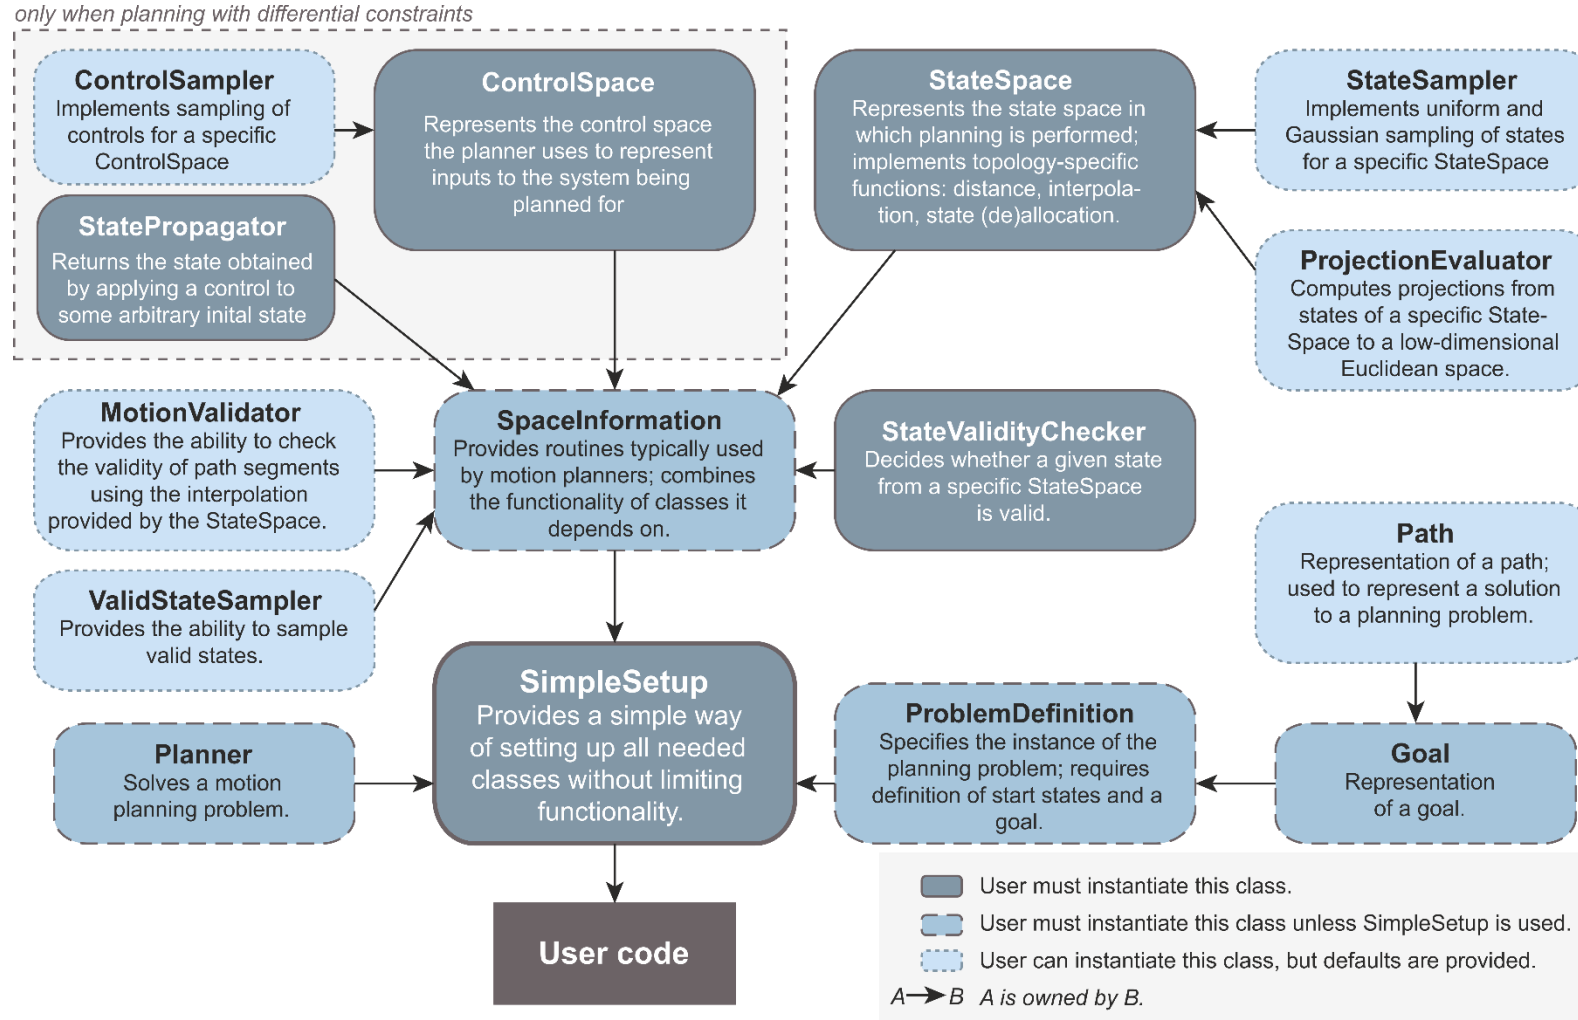 only when planning with differential constraints
ControlSampler
Implements sampling of
controls for a specific
ControlSpace
ControlSpace
Represents the control space
the planner uses to represent
inputs to the system being
planned for
StateSpace
Represents the state space in
which planning is performed;
implements topology-specific
functions: distance, interpola-
tion, state (de)allocation.
StateSampler
Implements uniform and
Gaussian sampling of states
for a specific StateSpace
StatePropagator
Returns the state obtained
by applying a control to
some arbitrary inital state
ProjectionEvaluator
Computes projections from
states of a specific State-
Space to a low-dimensional
Euclidean space.
MotionValidator
Provides the ability to check
the validity of path segments
using the interpolation
provided by the StateSpace.
SpaceInformation
Provides routines typically used
by motion planners; combines
the functionality of classes it
depends on.
StateValidityChecker
Decides whether a given state
from a specific StateSpace
is valid.
Path
Representation of a path;
used to represent a solution
to a planning problem.
ValidStateSampler
Provides the ability to sample
valid states.
SimpleSetup
Provides a simple way
of setting up all needed
classes without limiting
functionality.
ProblemDefinition
Specifies the instance of the
planning problem; requires
definition of start states and a
goal.
Goal
Representation
of a goal.
Planner
Solves a motion
planning problem.
User code
User must instantiate this class.
User must instantiate this class unless SimpleSetup is used.
User can instantiate this class, but defaults are provided.
A B A is owned by B.